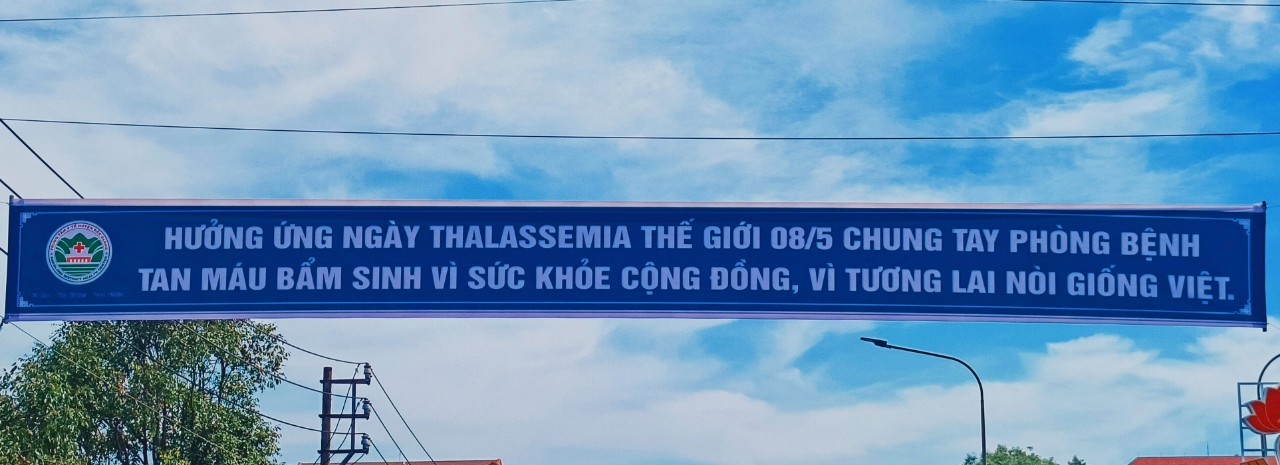 HƯỞNG ỨNG NGÀY THALASSEMIA THẾ GIỚI 08/5 CHUNG TAY PHÒNG BỆNH
TAN MÁU BẨM SINH VÌ SỨC KHỎE CỘNG ĐỒNG, VÌ TƯƠNG LAI NÒI GIỐNG VIỆT.